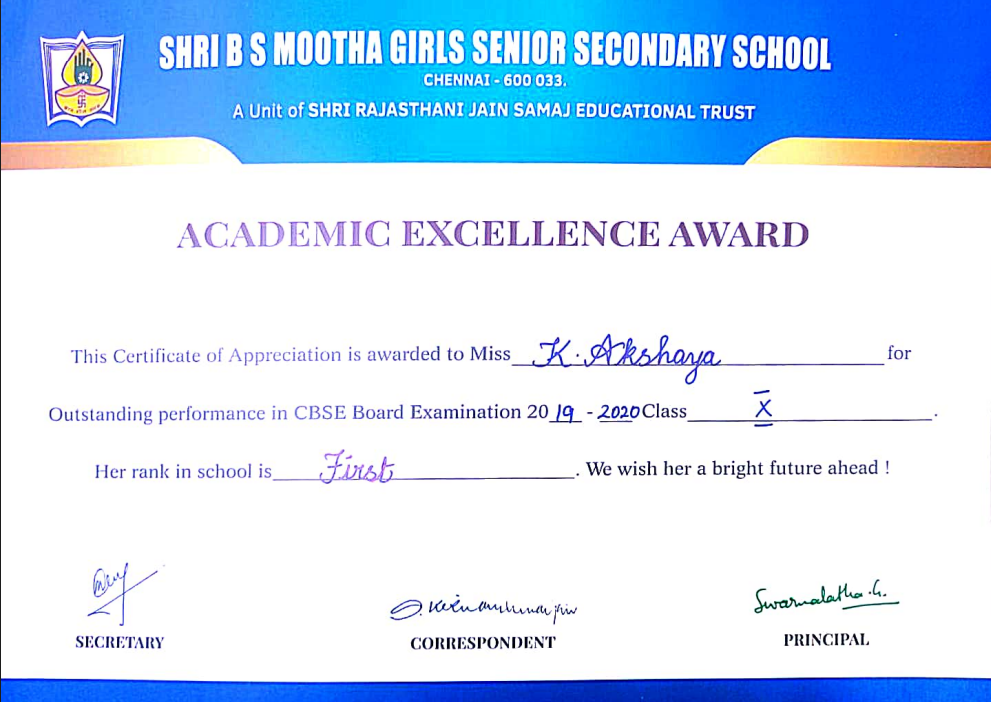 SHRI B S MOOTHA GIRLS SENIOR SECONDARY SCHOOL
CHENNAI - 600 033.
A Unit of SHRI RAJASTHANI JAIN SAMAJ EDUCATIONAL TRUST
ACADEMIC EXCELLENCE AWARD
This Certificate of Appreciation is awarded to Miss K. Akshaya for
Outstanding performance in CBSE Board Examination 2019 - 2020 Class X.
Her rank in school is First. We wish her a bright future ahead !
Swarnalatha. G.
SECRETARY CORRESPONDENT PRINCIPAL